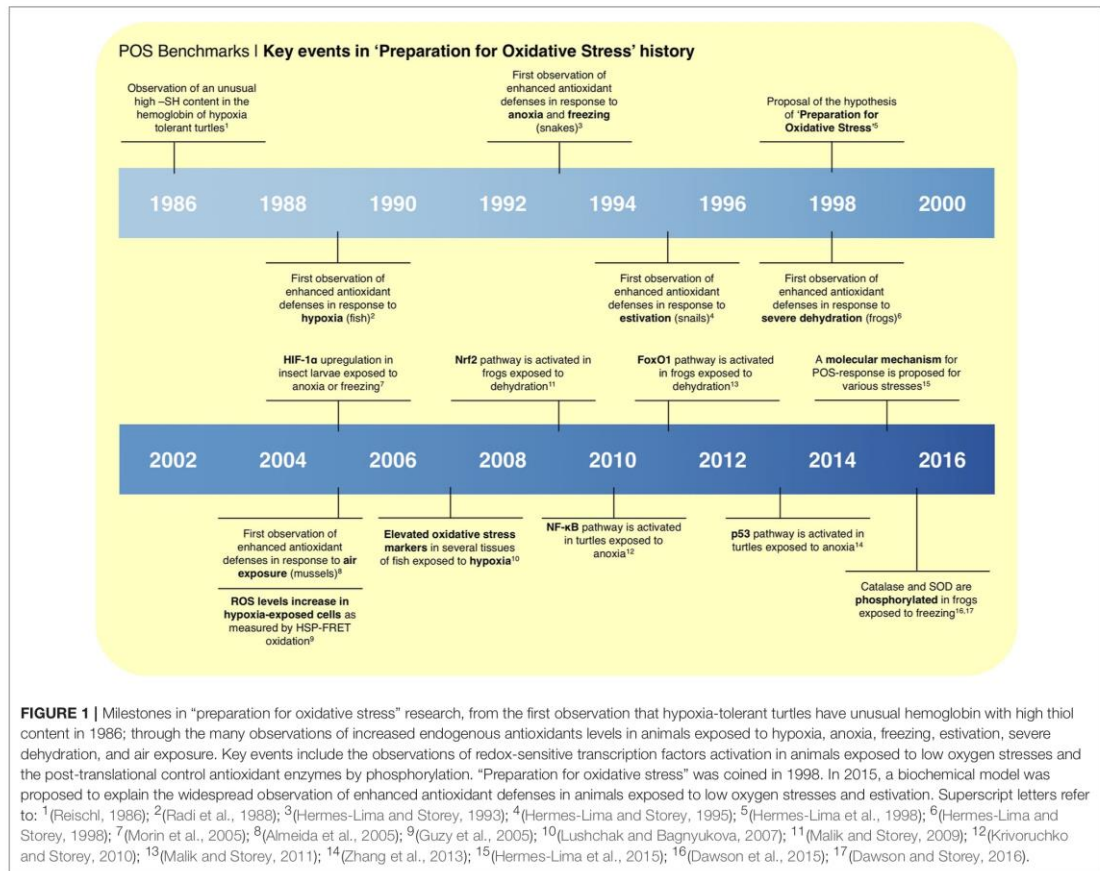 POS Benchmarks I Key events in ‘Preparation for Oxidative Stress’ history
Observation of an unusual
high –SH content in the
hemoglobin of hypoxia
tolerant turtles1
First observation of
enhanced antioxidant
defenses in response to
anoxia and freezing
(snakes)3
Proposal of the hypothesis
of ‘Preparation for
Oxidative Stress’5
1986 1988 1990 1992 1994 1996 1998 2000
First observation of
enhanced antioxidant
defenses in response to
hypoxia (fish)2
First observation of
enhanced antioxidant
defenses in response to
estivation (snails)4
First observation of
enhanced antioxidant
defenses in response to
severe dehydration (frogs)6
HIF-1α upregulation in
insect larvae exposed to
anoxia or freezing7
Nrf2 pathway is activated in
frogs exposed to
dehydration11
FoxO1 pathway is activated
in frogs exposed to
dehydration13
A molecular mechanism for
POS-response is proposed for
various stresses15
2002 2004 2006 2008 2010 2012 2014 2016
First observation of
enhanced antioxidant
defenses in response to air
exposure (mussels)8
ROS levels increase in
hypoxia-exposed cells as
measured by HSP-FRET
oxidation9
Elevated oxidative stress
markers in several tissues
of fish exposed to hypoxia10
NF-κB pathway is activated
in turtles exposed to
anoxia12
p53 pathway is activated in
turtles exposed to anoxia14
Catalase and SOD are
phosphorylated in frogs
exposed to freezing16,17
FIGURE 1 | Milestones in “preparation for oxidative stress” research, from the first observation that hypoxia-tolerant turtles have unusual hemoglobin with high thiol
content in 1986; through the many observations of increased endogenous antioxidants levels in animals exposed to hypoxia, anoxia, freezing, estivation, severe
dehydration, and air exposure. Key events include the observations of redox-sensitive transcription factors activation in animals exposed to low oxygen stresses and
the post-translational control antioxidant enzymes by phosphorylation. “Preparation for oxidative stress” was coined in 1998. In 2015, a biochemical model was
proposed to explain the widespread observation of enhanced antioxidant defenses in animals exposed to low oxygen stresses and estivation. Superscript letters refer
to: 1(Reischl, 1986); 2(Radi et al., 1988); 3(Hermes-Lima and Storey, 1993); 4(Hermes-Lima and Storey, 1995); 5(Hermes-Lima et al., 1998); 6(Hermes-Lima and
Storey, 1998); 7(Morin et al., 2005); 8(Almeida et al., 2005); 9(Guzy et al., 2005); 10(Lushchak and Bagnyukova, 2007); 11(Malik and Storey, 2009); 12(Krivoruchko
and Storey, 2010); 13(Malik and Storey, 2011); 14(Zhang et al., 2013); 15(Hermes-Lima et al., 2015); 16(Dawson et al., 2015); 17(Dawson and Storey, 2016).